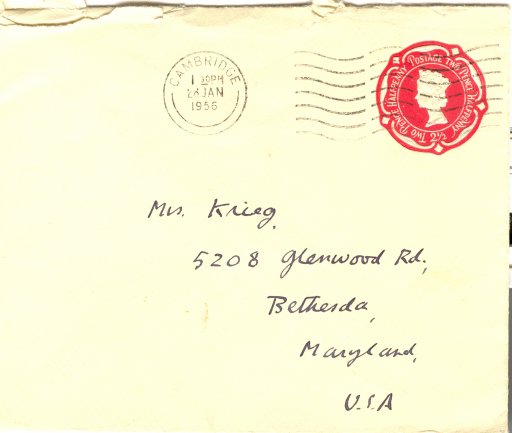 CAMBRIDGE
1 30PM
28 JAN
1956
POSTAGE TWO PENCE HALFPENNY
TWO PENCE HALFPENNY
2½
Mrs. Krieg,
5208 Glenwood Rd.,
Bethesda,
Maryland,
U.S.A